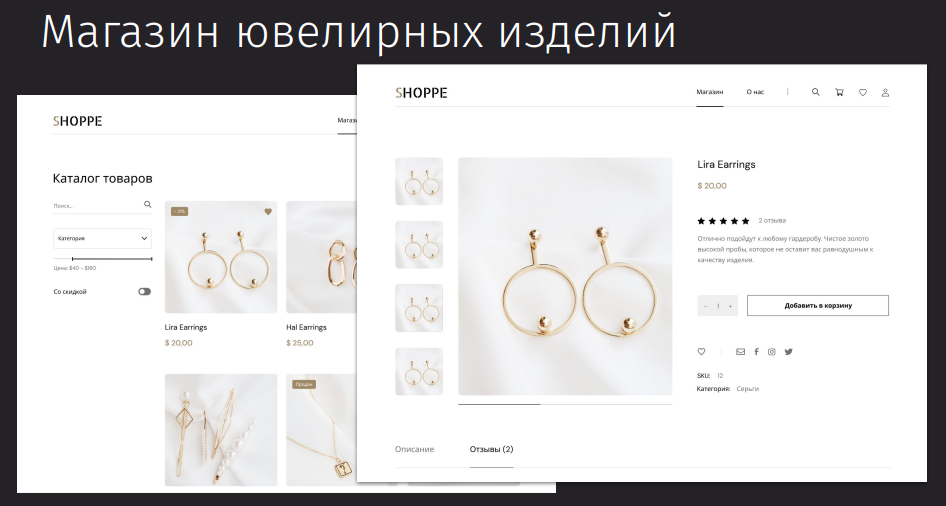 Магазин ювелирных изделий
SHOPPE
Магази
Каталог товаров
Поиск...
Категория
Цена: $40 – $180
Со скидкой
Lira Earrings
$ 20,00
Hal Earrings
$ 25,00
Продан
SHOPPE
Магазин
О нас
Lira Earrings
$ 20,00
2 отзыва
Отлично подойдут к любому гардеробу. Чистое золото
высокой пробы, которое не оставит вас равнодушным к
качеству изделия.
- 1 +
Добавить в корзину
SKU: 12
Категория: Серьги
Описание
Отзывы (2)